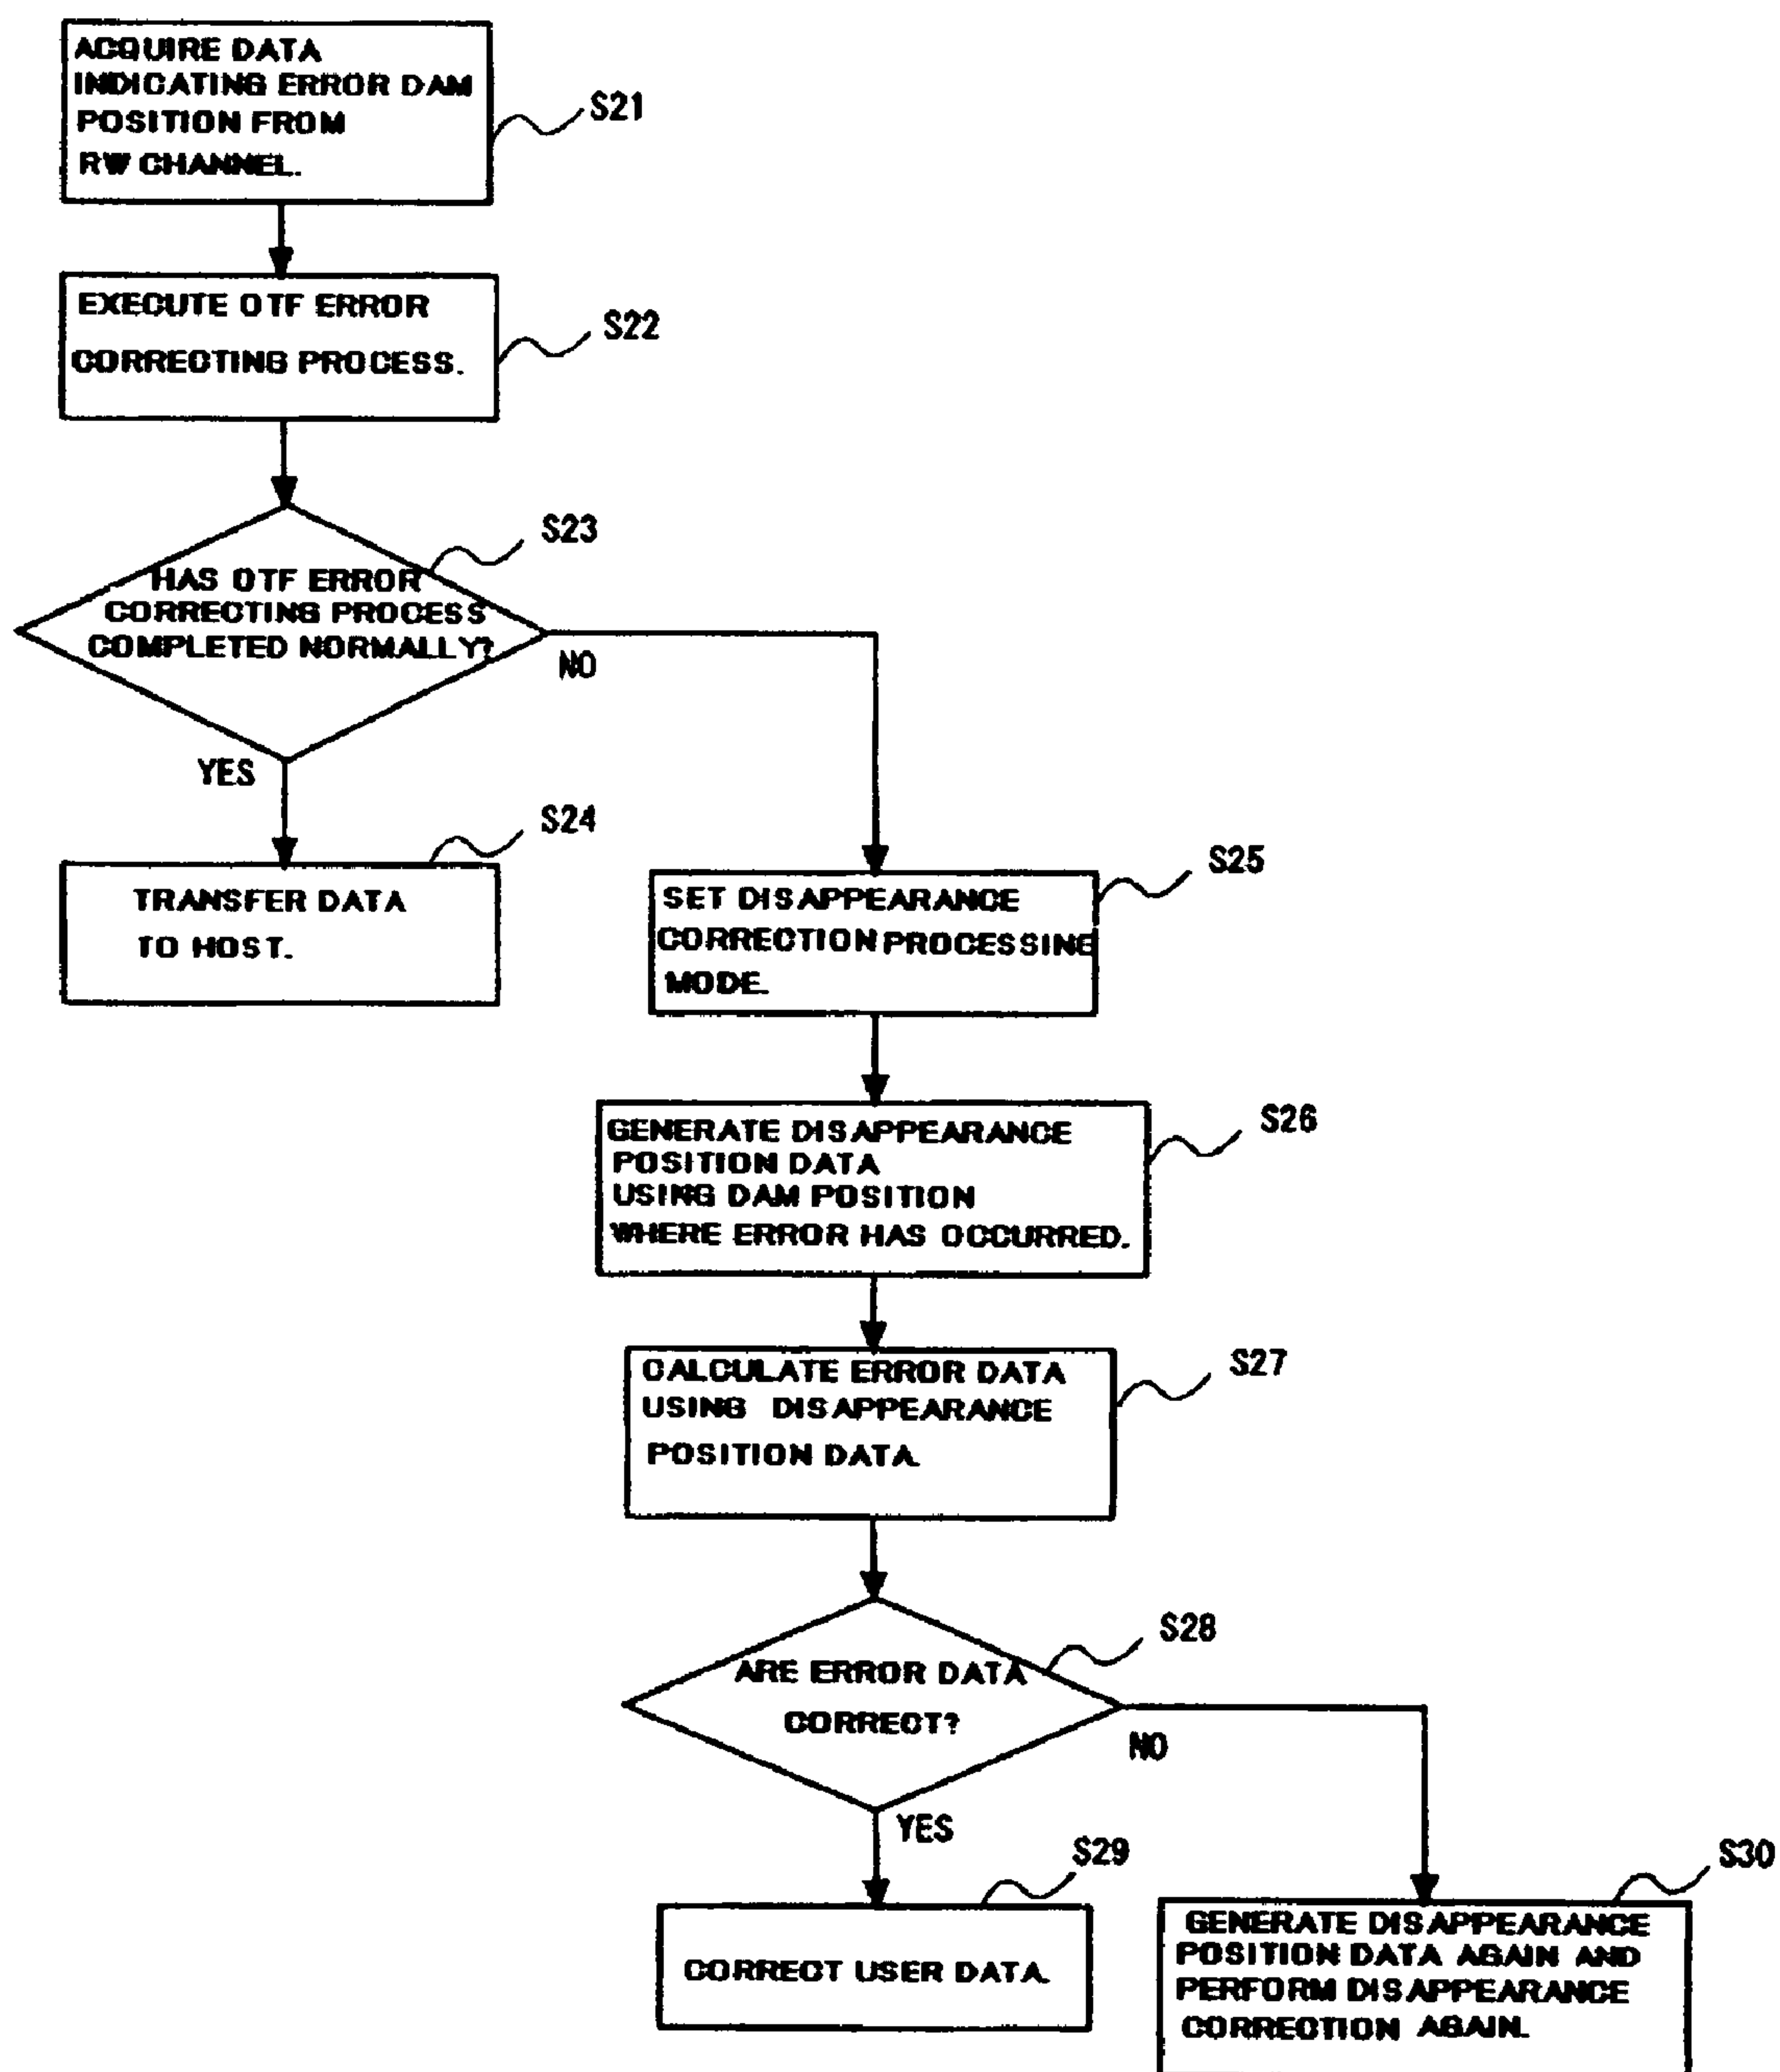 ACQUIRE DATA
INDICATING ERROR DAM
POSITION FROM
RW CHANNEL.
S21
EXECUTE OTF ERROR
CORRECTING PROCESS.
S22
HAS OTF ERROR
CORRECTING PROCESS
COMPLETED NORMALLY?
S23
NO
YES
TRANSFER DATA
TO HOST.
S24
SET DISAPPEARANCE
CORRECTION PROCESSING
MODE.
S25
GENERATE DISAPPEARANCE
POSITION DATA
USING DAM POSITION
WHERE ERROR HAS OCCURRED.
S26
CALCULATE ERROR DATA
USING DISAPPEARANCE
POSITION DATA.
S27
ARE ERROR DATA
CORRECT?
S28
NO
YES
CORRECT USER DATA.
S29
GENERATE DISAPPEARANCE
POSITION DATA AGAIN AND
PERFORM DISAPPEARANCE
CORRECTION AGAIN.
S30